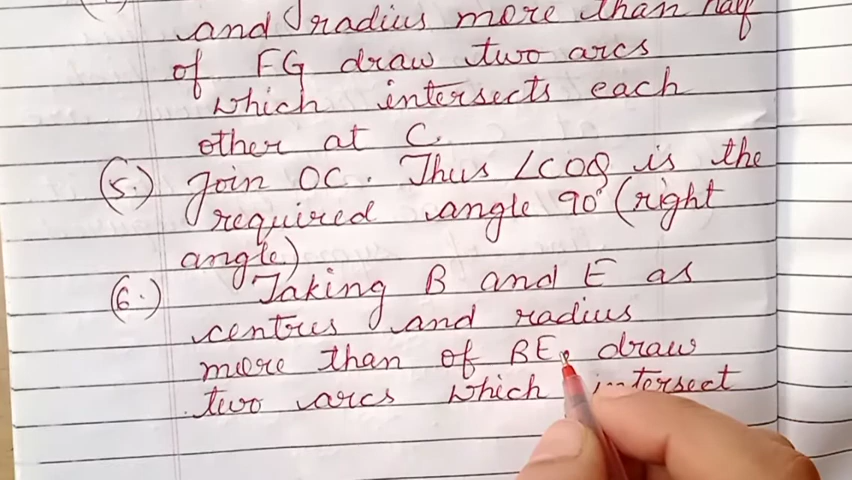 and radius more than half
of FG draw two arcs
which intersects each
other at C.
(5.) Join OC. Thus ∠COQ is the
required angle 90° (right
angle)
(6.) Taking B and E as
centres and radius
more than of BE, draw
two arcs which intersect